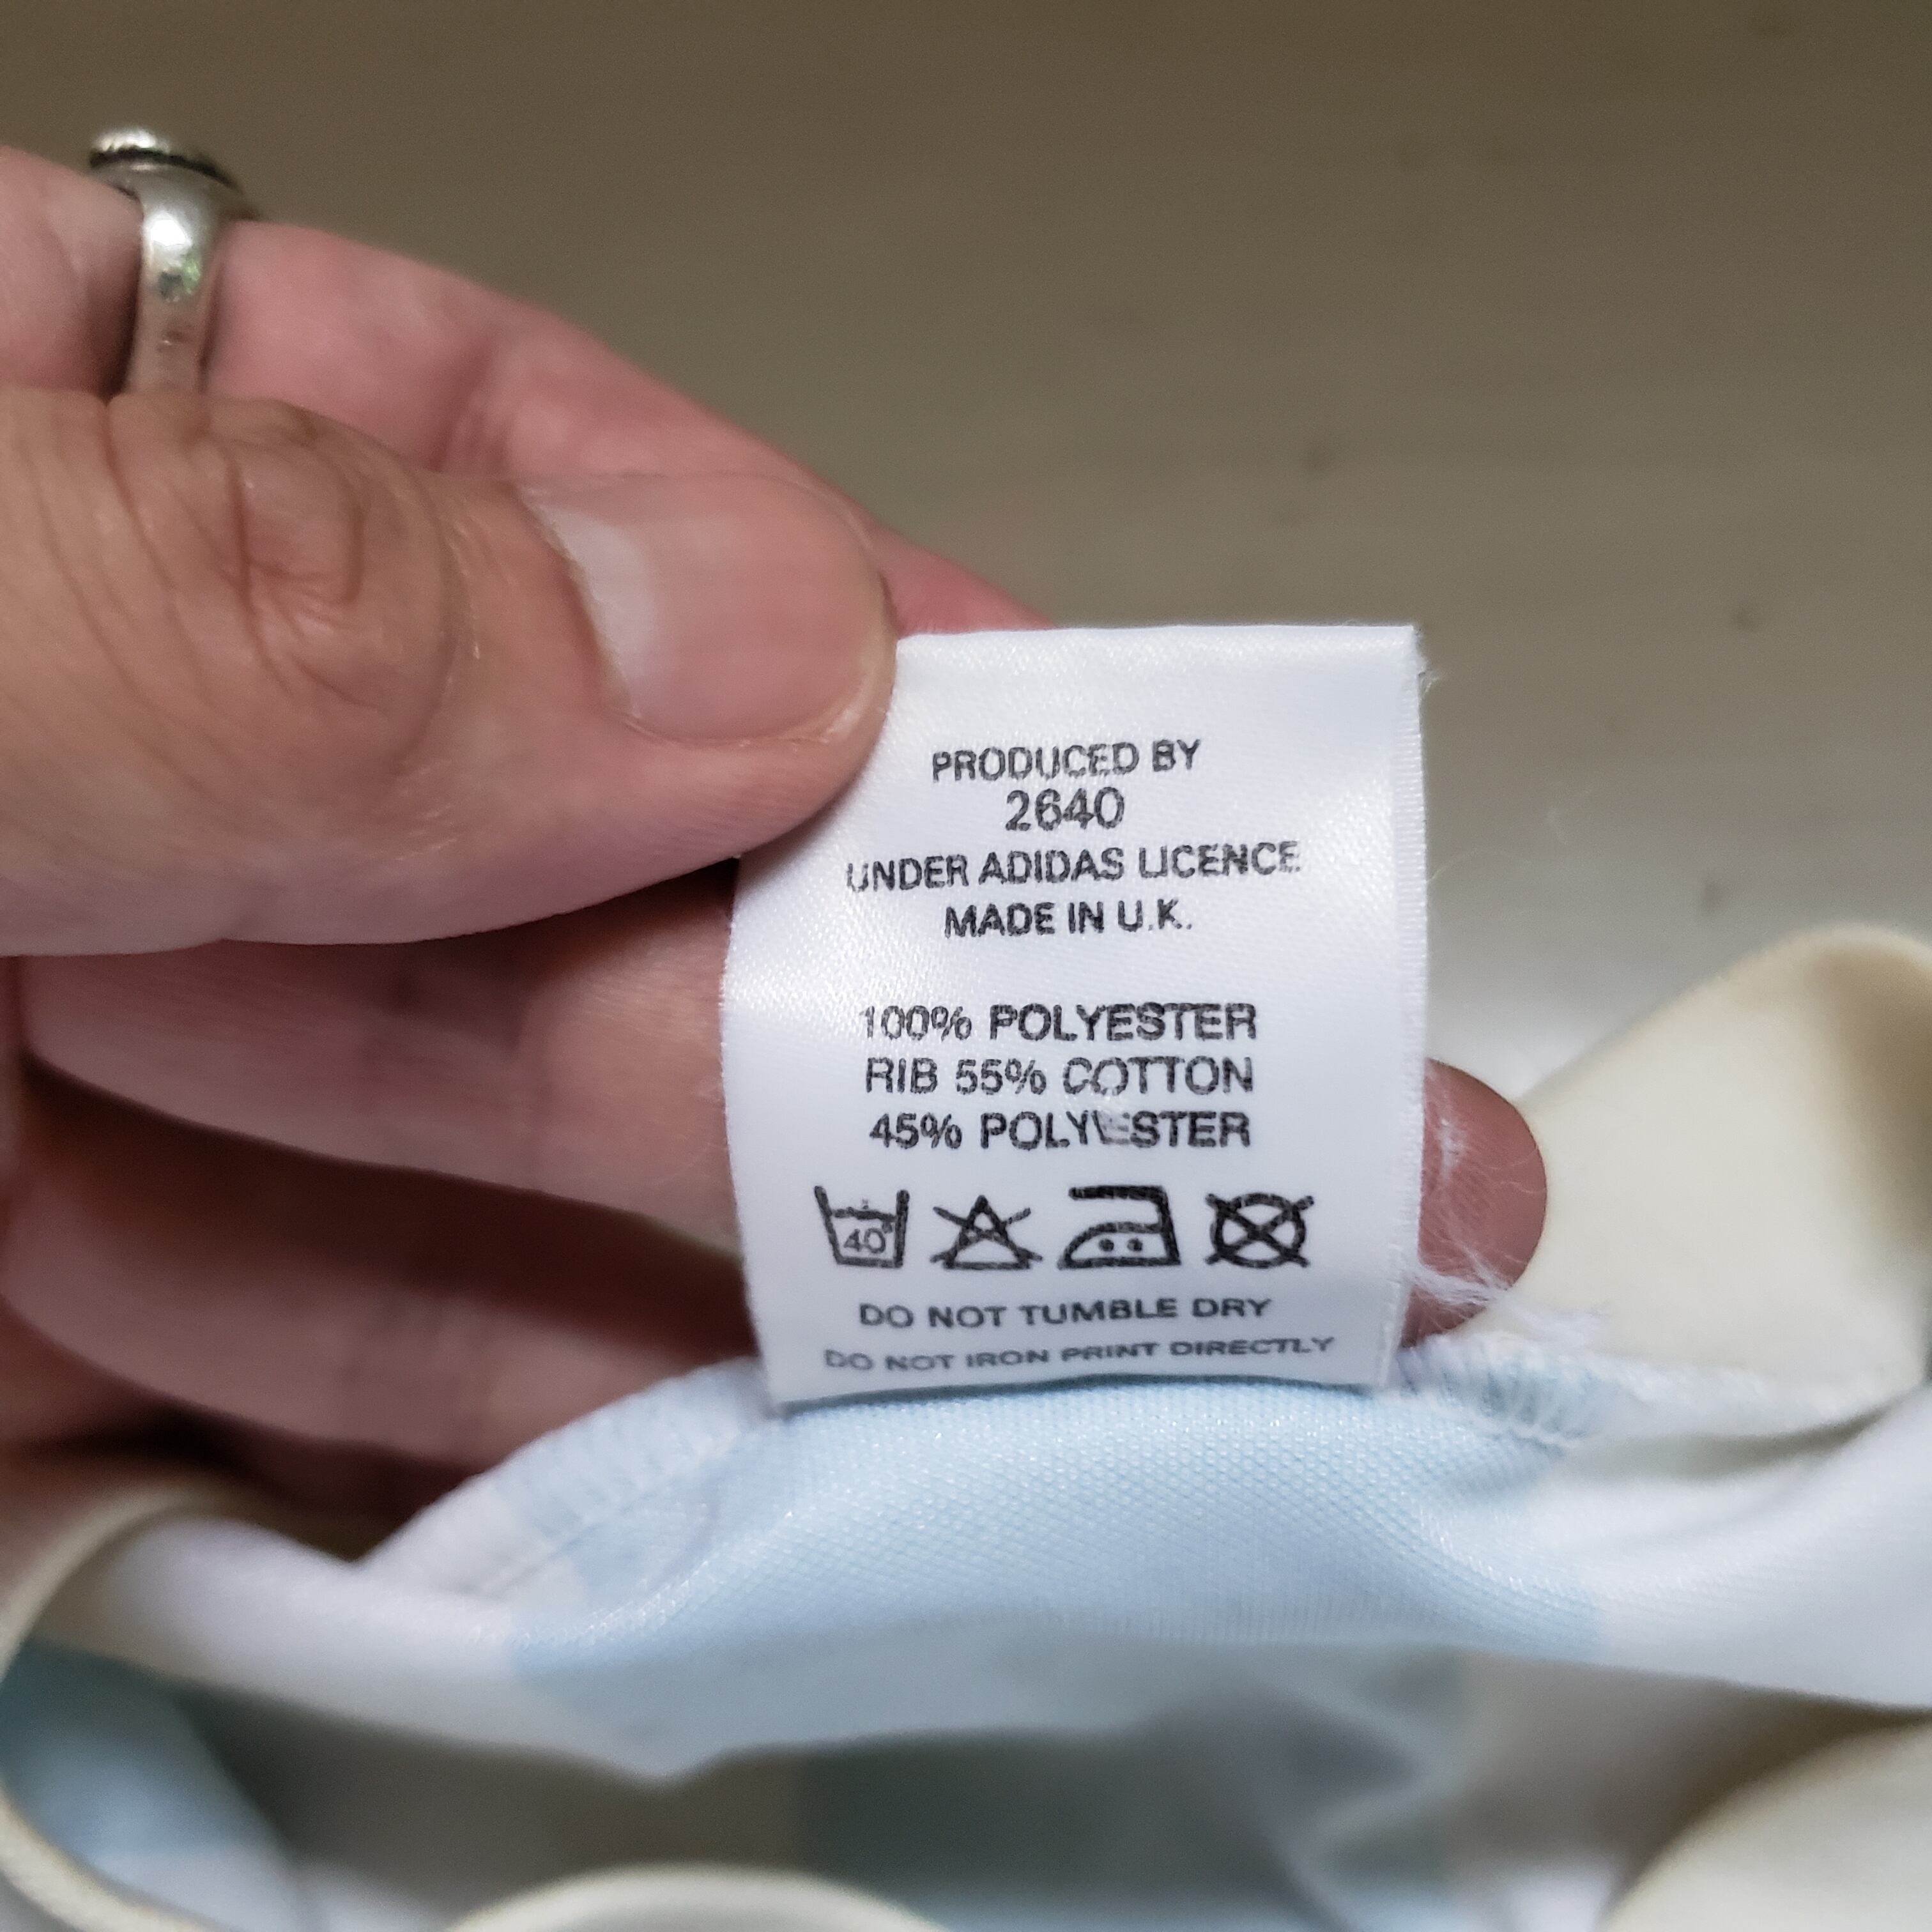 PRODUCED BY
2640
UNDER ADIDAS LICENCE
MADE IN U.K.
100% POLYESTER
RIB 55% COTTON
45% POLYESTER
40°
DO NOT TUMBLE DRY
DO NOT IRON PRINT DIRECTLY